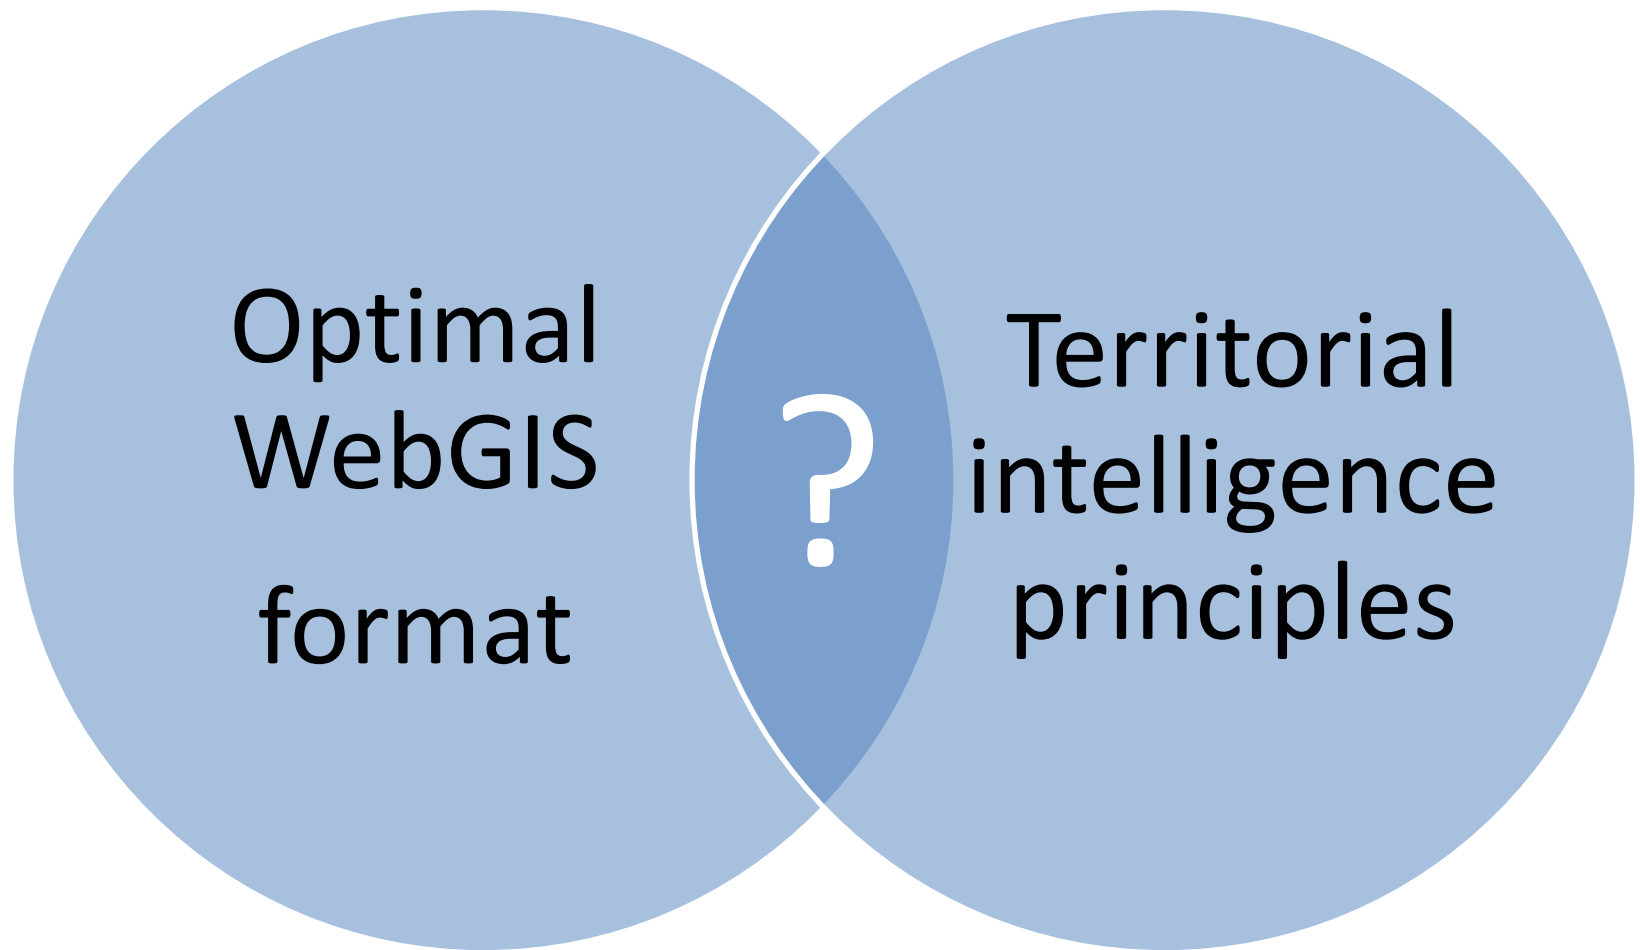 Optimal
WebGIS
format
?
Territorial
intelligence
principles